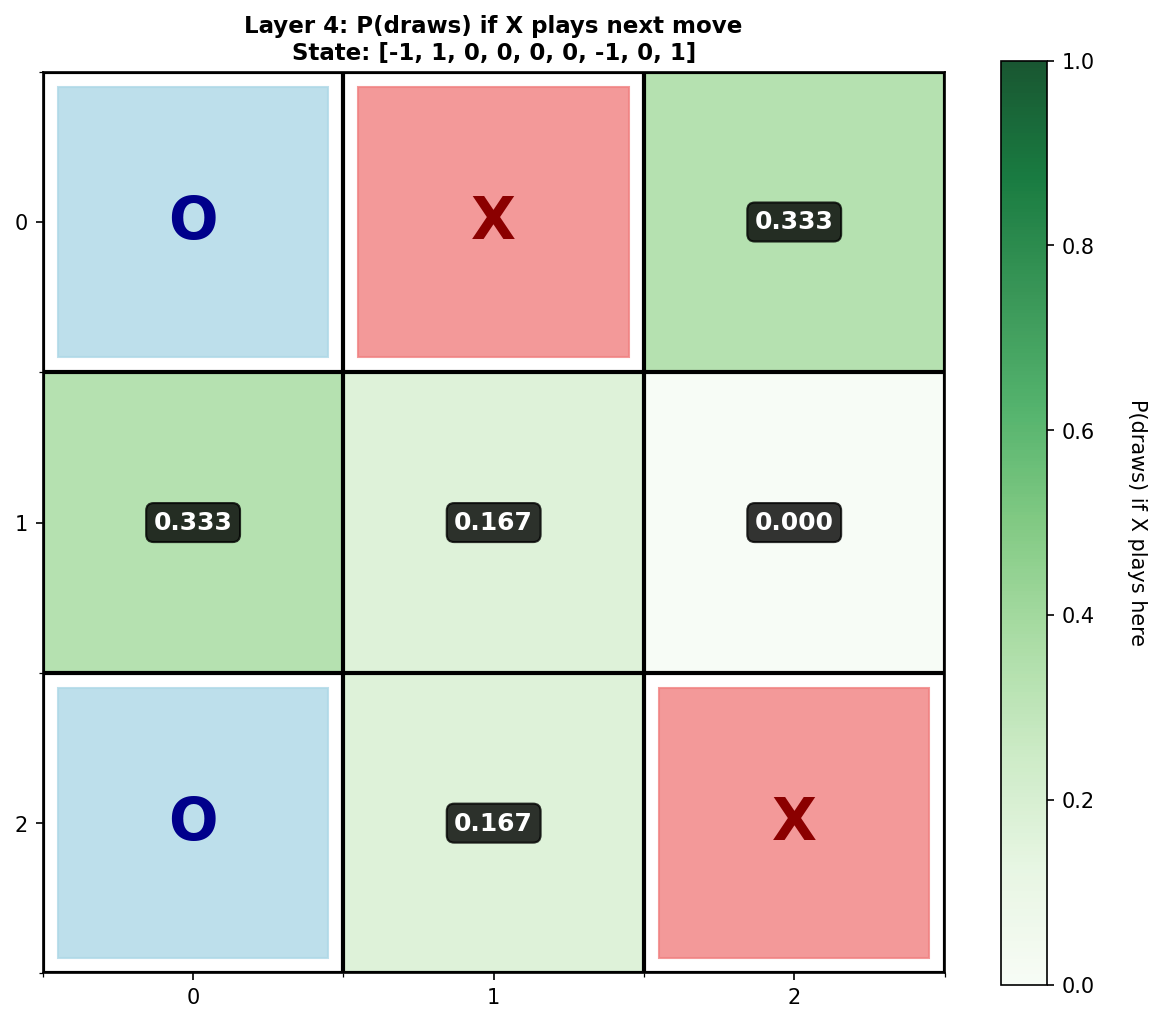 Layer 4: P(draws) if X plays next move
State: [-1, 1, 0, 0, 0, 0, -1, 0, 1]
0
O
X
0.333
1
0.333
0.167
0.000
2
O
0.167
X
0
1
2
1.0
0.8
0.6
0.4
0.2
0.0
P(draws) if X plays here